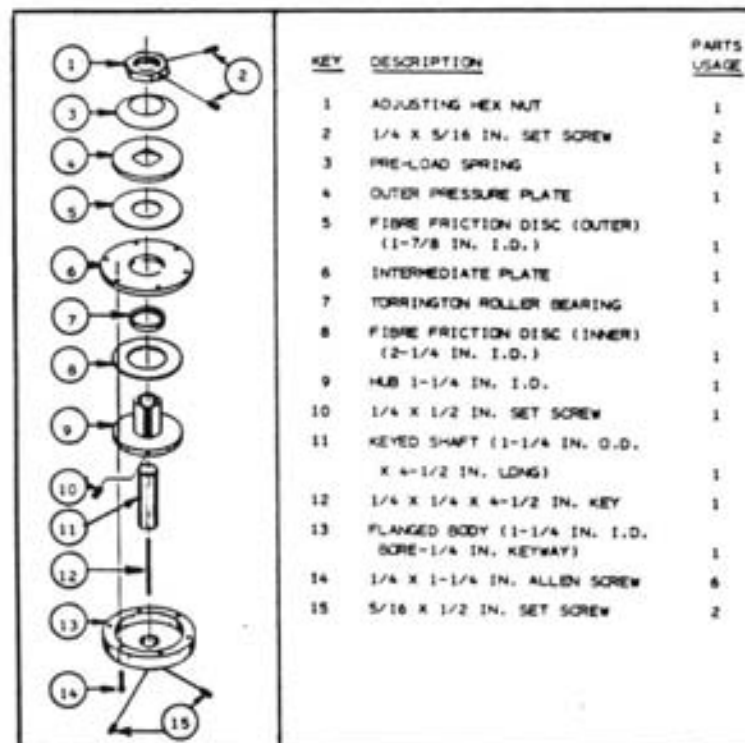 1
2
3
4
5
6
7
8
9
10
11
12
13
14
15
KEY DESCRIPTION PARTS USAGE
1 ADJUSTING HEX NUT 1
2 1/4 X 5/16 IN. SET SCREW 2
3 PRE-LOAD SPRING 1
4 OUTER PRESSURE PLATE 1
5 FIBRE FRICTION DISC (OUTER)
(1-7/8 IN. I.D.) 1
6 INTERMEDIATE PLATE 1
7 TORRINGTON ROLLER BEARING 1
8 FIBRE FRICTION DISC (INNER)
(2-1/4 IN. I.D.) 1
9 HUB 1-1/4 IN. I.D. 1
10 1/4 X 1/2 IN. SET SCREW 1
11 KEYED SHAFT (1-1/4 IN. O.D.
X 4-1/2 IN. LONG) 1
12 1/4 X 1/4 X 4-1/2 IN. KEY 1
13 FLANGED BODY (1-1/4 IN. I.D.
BORE-1/4 IN. KEYWAY) 1
14 1/4 X 1-1/4 IN. ALLEN SCREW 6
15 5/16 X 1/2 IN. SET SCREW 2